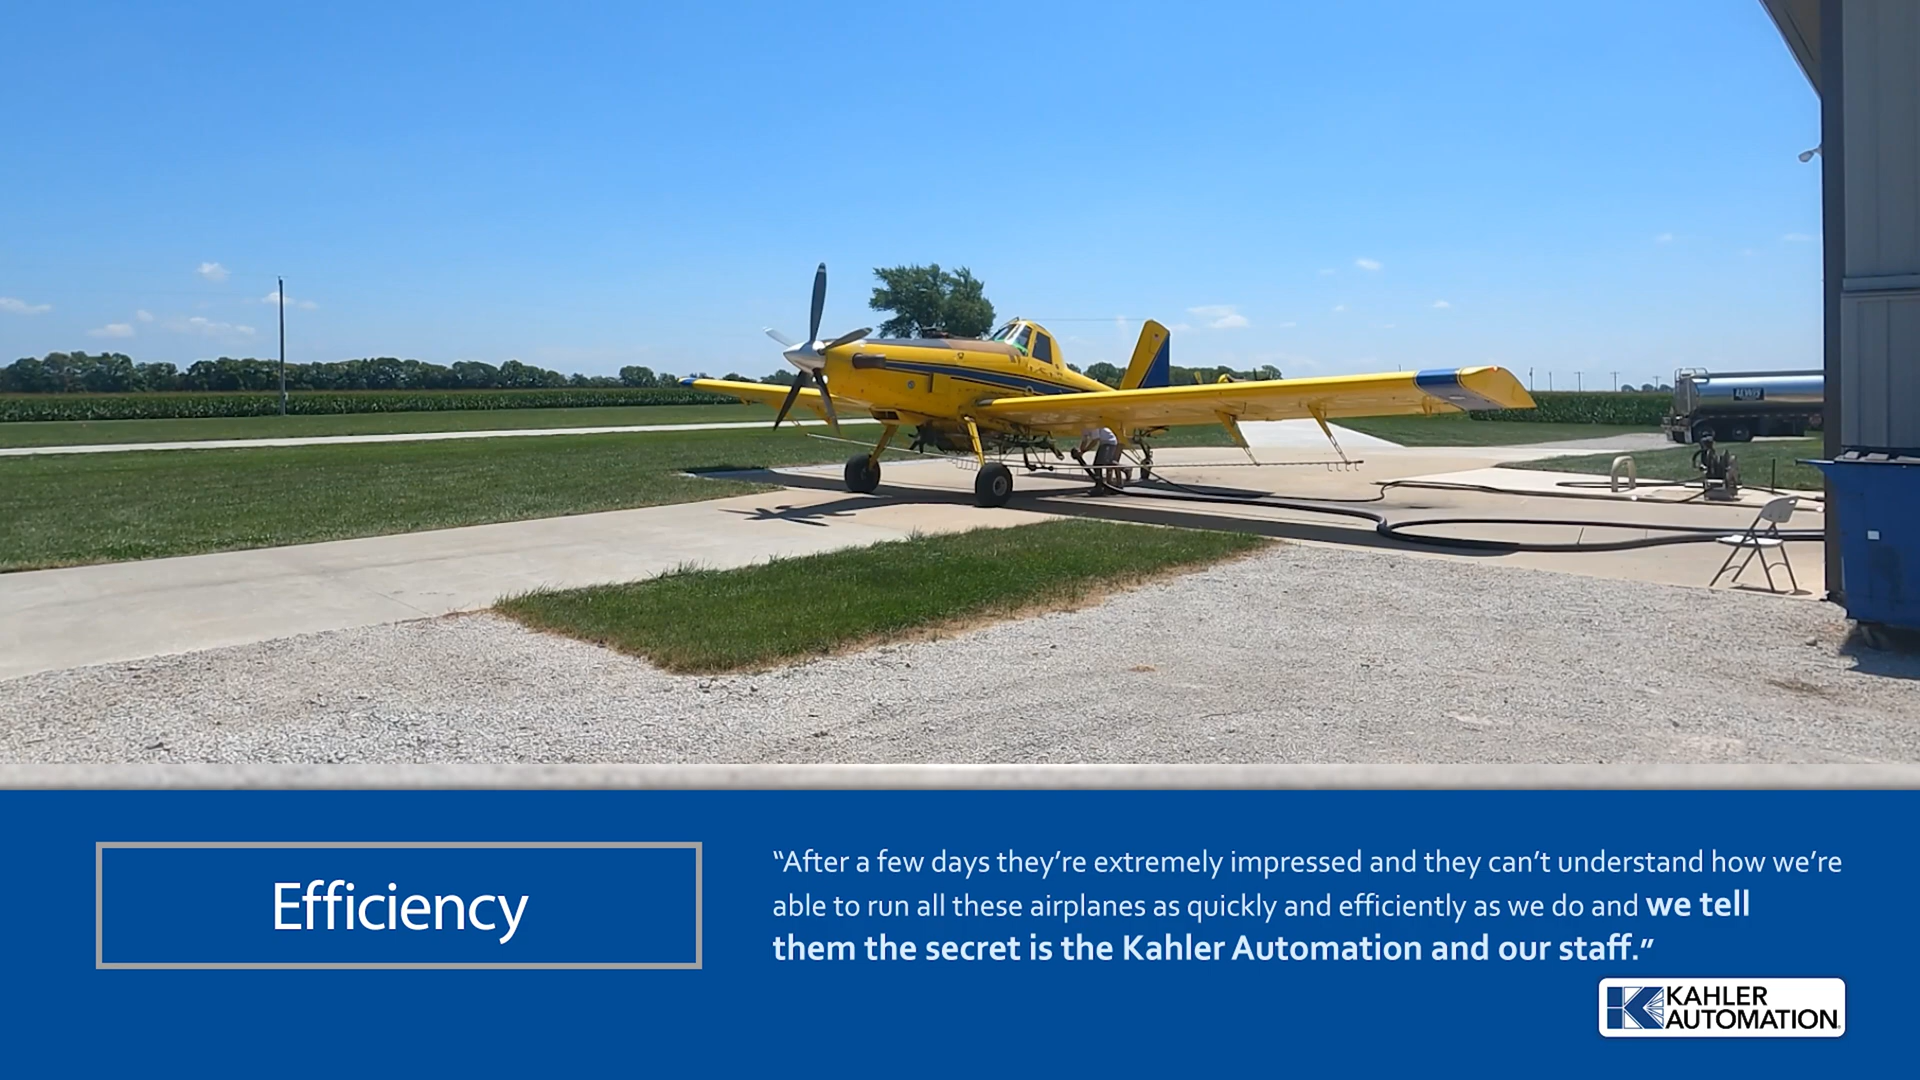 Efficiency
“After a few days they’re extremely impressed and they can’t understand how we’re
able to run all these airplanes as quickly and efficiently as we do and we tell
them the secret is the Kahler Automation and our staff.”
KAHLER
AUTOMATION